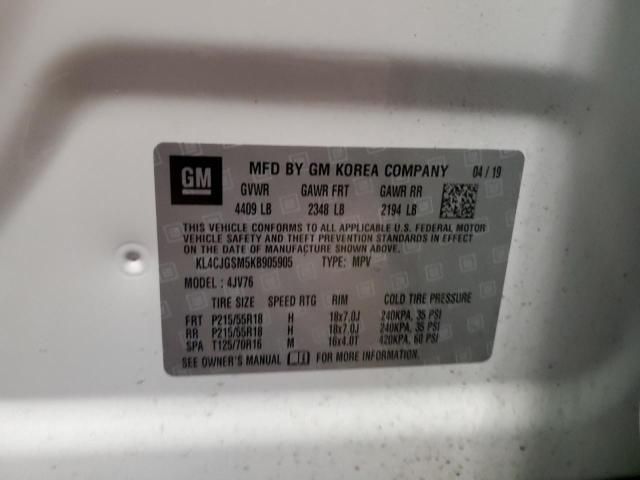 GM MFD BY GM KOREA COMPANY 04/19
GVWR GAWR FRT GAWR RR
4409 LB 2348 LB 2194 LB
THIS VEHICLE CONFORMS TO ALL APPLICABLE U.S. FEDERAL MOTOR
VEHICLE SAFETY AND THEFT PREVENTION STANDARDS IN EFFECT ON
THE DATE OF MANUFACTURE SHOWN ABOVE.
KL4CJGSM5KB905905 TYPE: MPV
MODEL: 4JV76
TIRE SIZE SPEED RTG RIM COLD TIRE PRESSURE
FRT P215/55R18 H 18x7.0J 240KPA, 35 PSI
RR P215/55R18 H 18x7.0J 240KPA, 35 PSI
SPA T125/70R16 M 16x4.0T 420KPA, 60 PSI
SEE OWNER'S MANUAL FOR MORE INFORMATION.